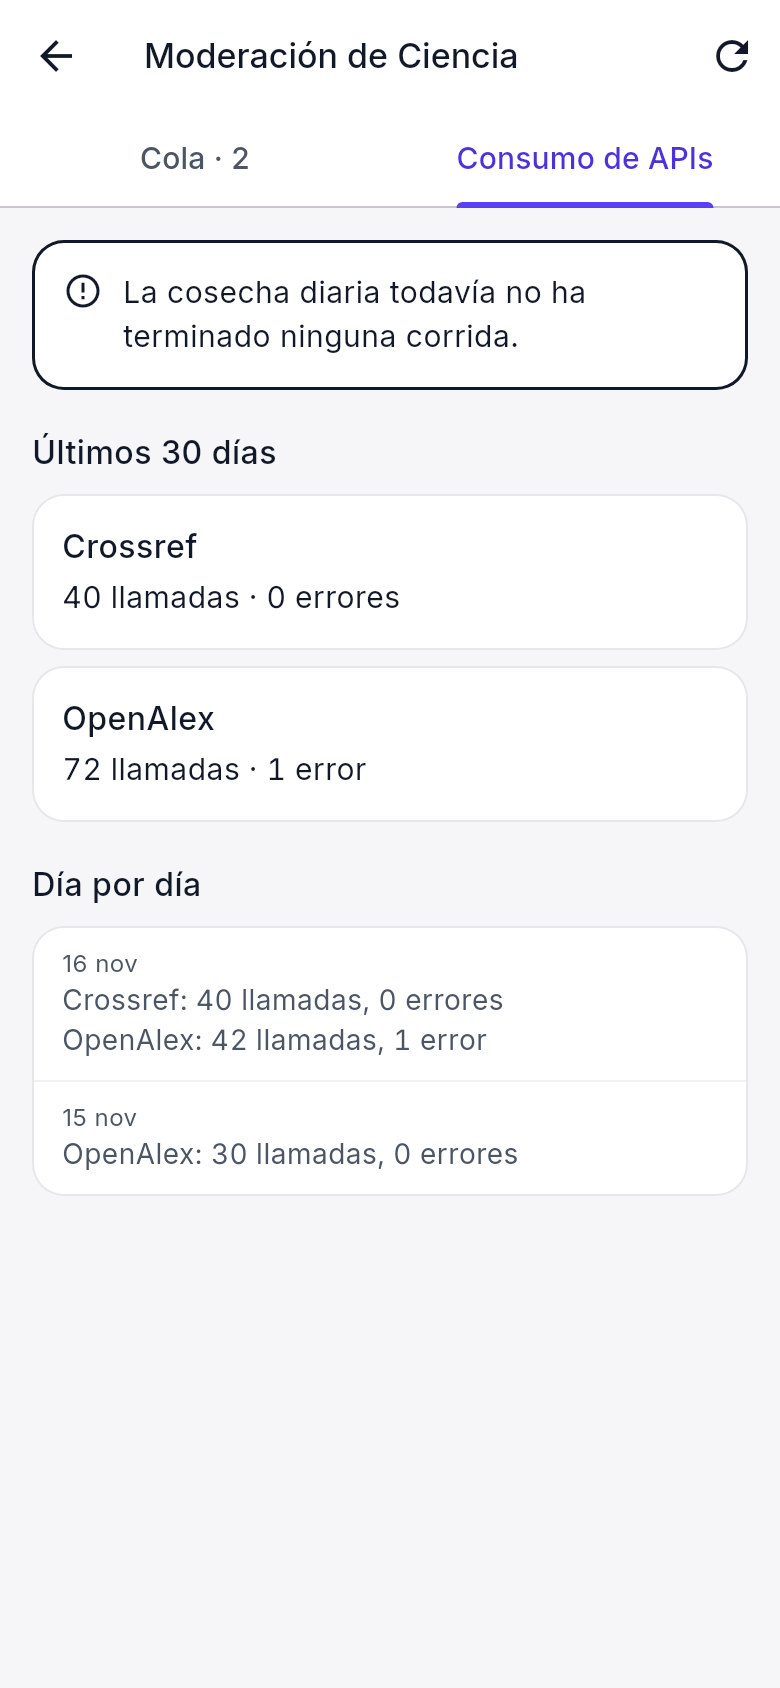 Moderación de Ciencia
Cola · 2
Consumo de APIs
La cosecha diaria todavía no ha
terminado ninguna corrida.
Últimos 30 días
Crossref
40 llamadas · 0 errores
OpenAlex
72 llamadas · 1 error
Día por día
16 nov
Crossref: 40 llamadas, 0 errores
OpenAlex: 42 llamadas, 1 error
15 nov
OpenAlex: 30 llamadas, 0 errores